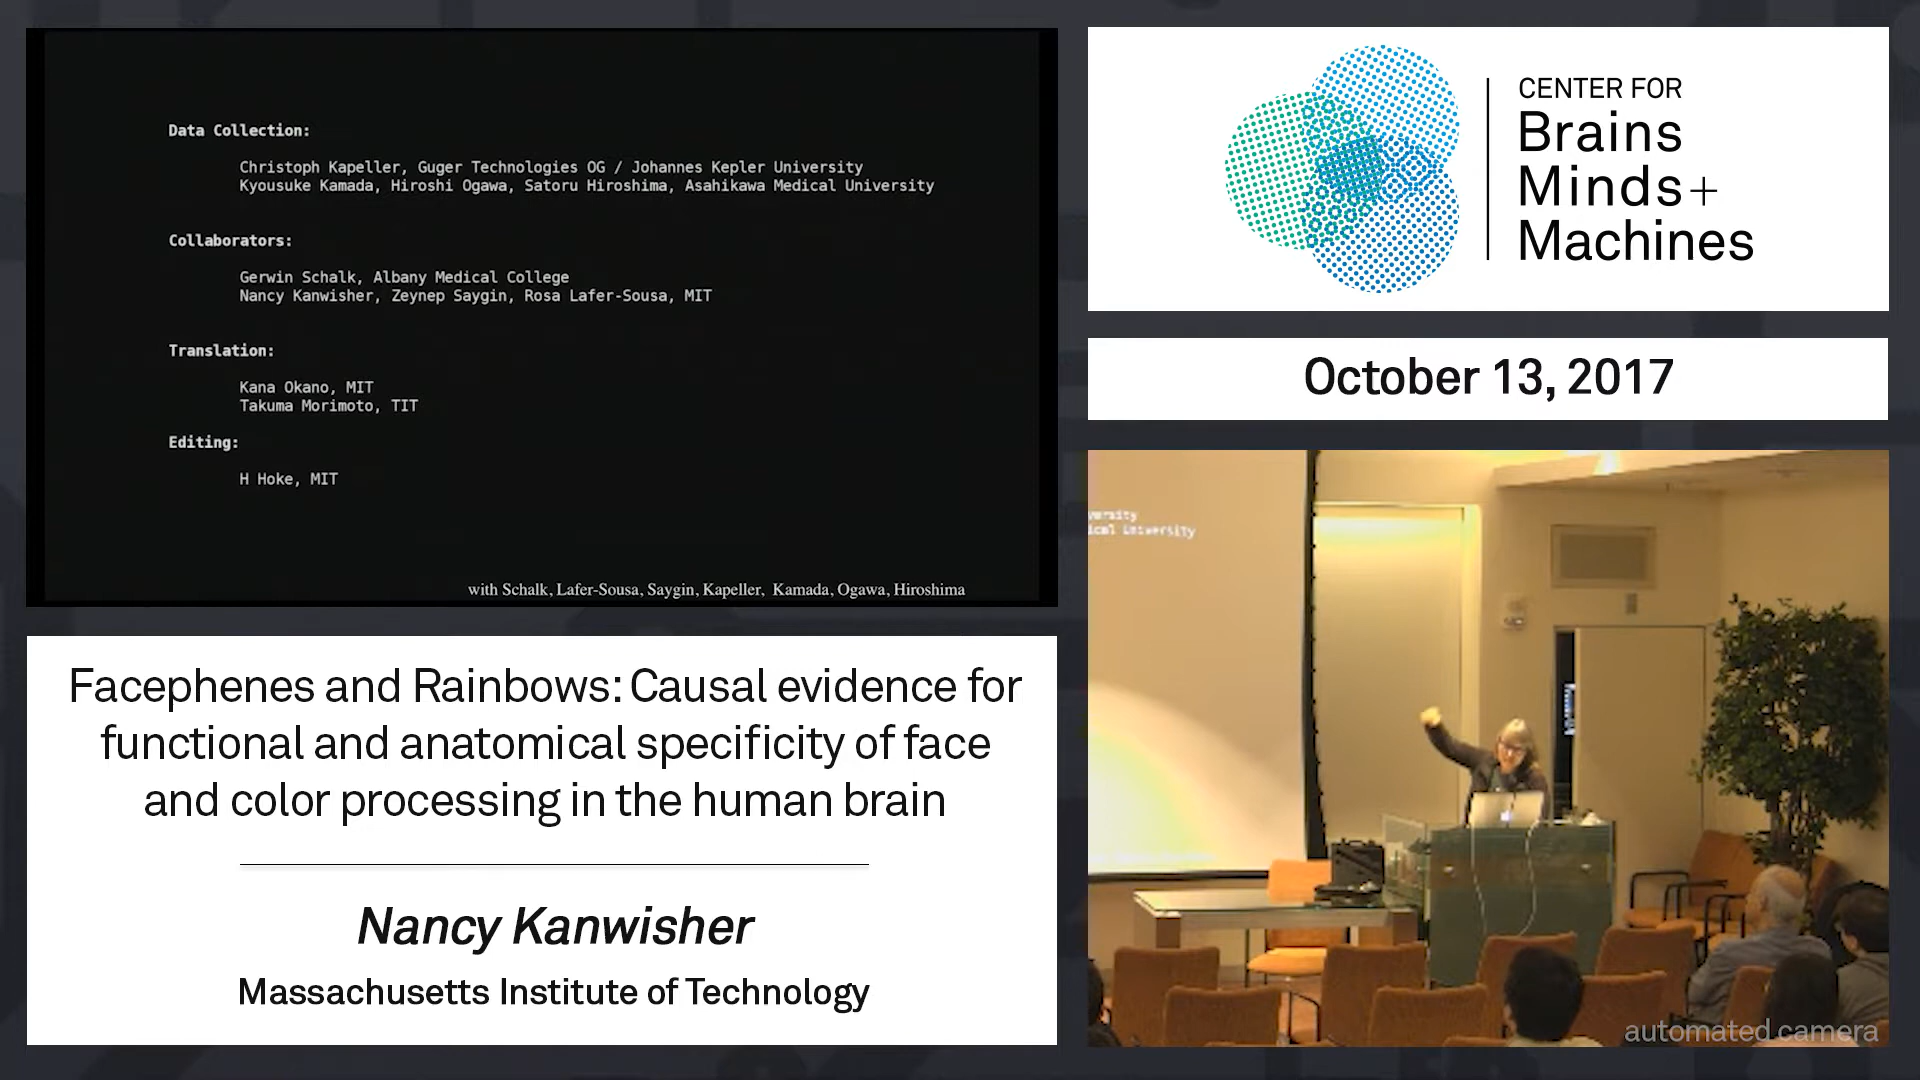 Data Collection:
Christoph Kapeller, Guger Technologies OG / Johannes Kepler University
Kyousuke Kamada, Hiroshi Ogawa, Satoru Hiroshima, Asahikawa Medical University
Collaborators:
Gerwin Schalk, Albany Medical College
Nancy Kanwisher, Zeynep Saygin, Rosa Lafer-Sousa, MIT
Translation:
Kana Okano, MIT
Takuma Morimoto, TIT
Editing:
H Hoke, MIT
with Schalk, Lafer-Sousa, Saygin, Kapeller, Kamada, Ogawa, Hiroshima
Facephenes and Rainbows: Causal evidence for
functional and anatomical specificity of face
and color processing in the human brain
Nancy Kanwisher
Massachusetts Institute of Technology
CENTER FOR
Brains
Minds+
Machines
October 13, 2017
versity
ical University
automated camera